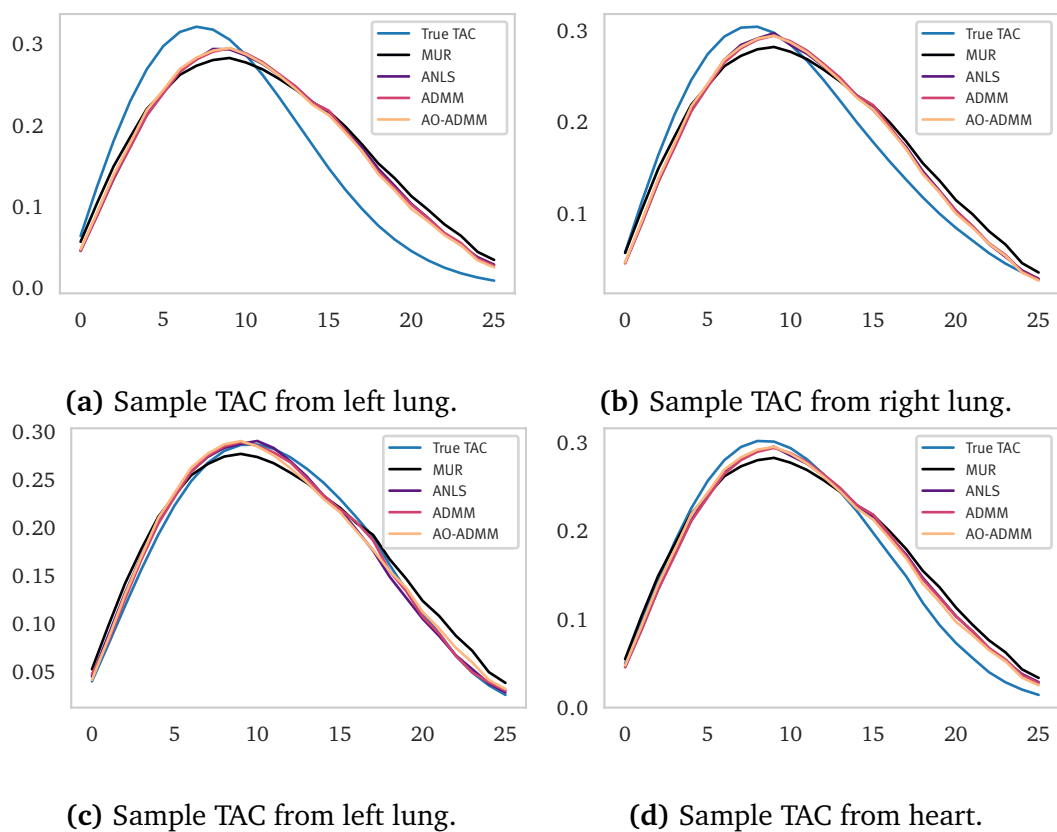 0.3
0.2
0.1
0.0
0 5 10 15 20 25
True TAC
MUR
ANLS
ADMM
AO-ADMM
(a) Sample TAC from left lung.
0.3
0.2
0.1
0 5 10 15 20 25
True TAC
MUR
ANLS
ADMM
AO-ADMM
(b) Sample TAC from right lung.
0.30
0.25
0.20
0.15
0.10
0.05
0 5 10 15 20 25
True TAC
MUR
ANLS
ADMM
AO-ADMM
(c) Sample TAC from left lung.
0.3
0.2
0.1
0.0
0 5 10 15 20 25
True TAC
MUR
ANLS
ADMM
AO-ADMM
(d) Sample TAC from heart.